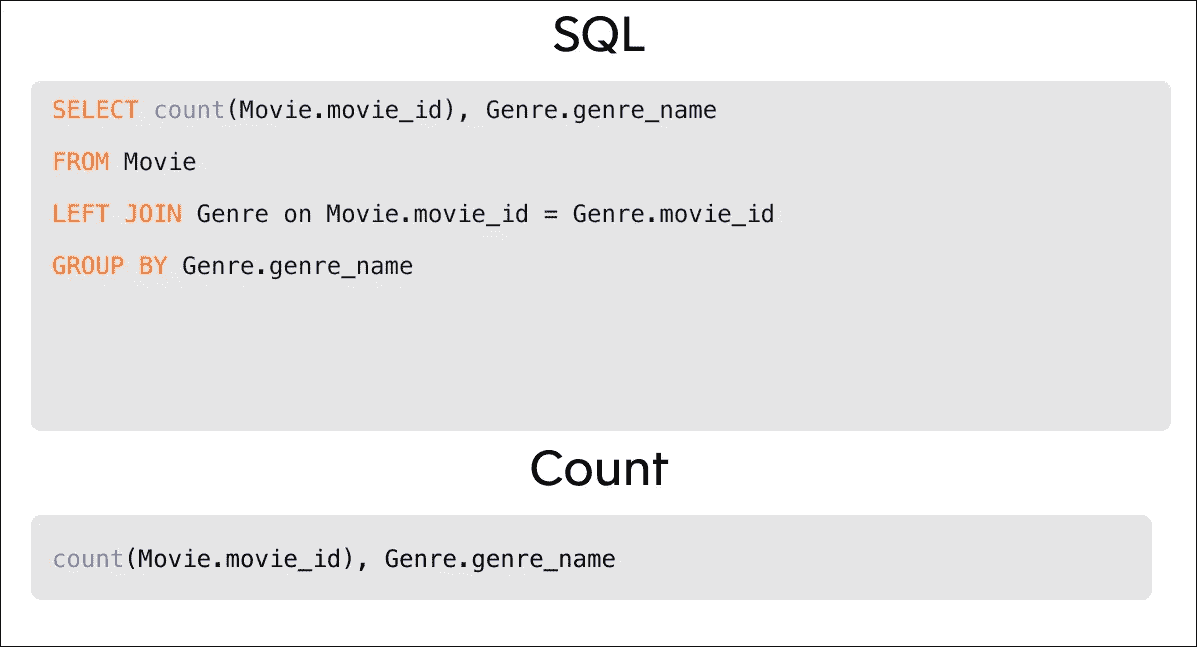 SQL
SELECT count(Movie.movie_id), Genre.genre_name
FROM Movie
LEFT JOIN Genre on Movie.movie_id = Genre.movie_id
GROUP BY Genre.genre_name
Count
count(Movie.movie_id), Genre.genre_name